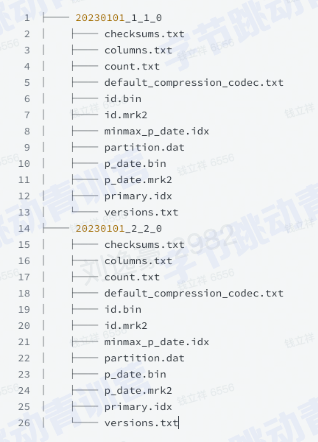 1 ├── 20230101_1_1_0
2 │ ├── checksums.txt
3 │ ├── columns.txt
4 │ ├── count.txt
5 │ ├── default_compression_codec.txt
6 │ ├── id.bin
7 │ ├── id.mrk2
8 │ ├── minmax_p_date.idx
9 │ ├── partition.dat
10 │ ├── p_date.bin
11 │ ├── p_date.mrk2
12 │ ├── primary.idx
13 │ └── versions.txt
14 ├── 20230101_2_2_0
15 │ ├── checksums.txt
16 │ ├── columns.txt
17 │ ├── count.txt
18 │ ├── default_compression_codec.txt
19 │ ├── id.bin
20 │ ├── id.mrk2
21 │ ├── minmax_p_date.idx
22 │ ├── partition.dat
23 │ ├── p_date.bin
24 │ ├── p_date.mrk2
25 │ ├── primary.idx
26 │ └── versions.txt